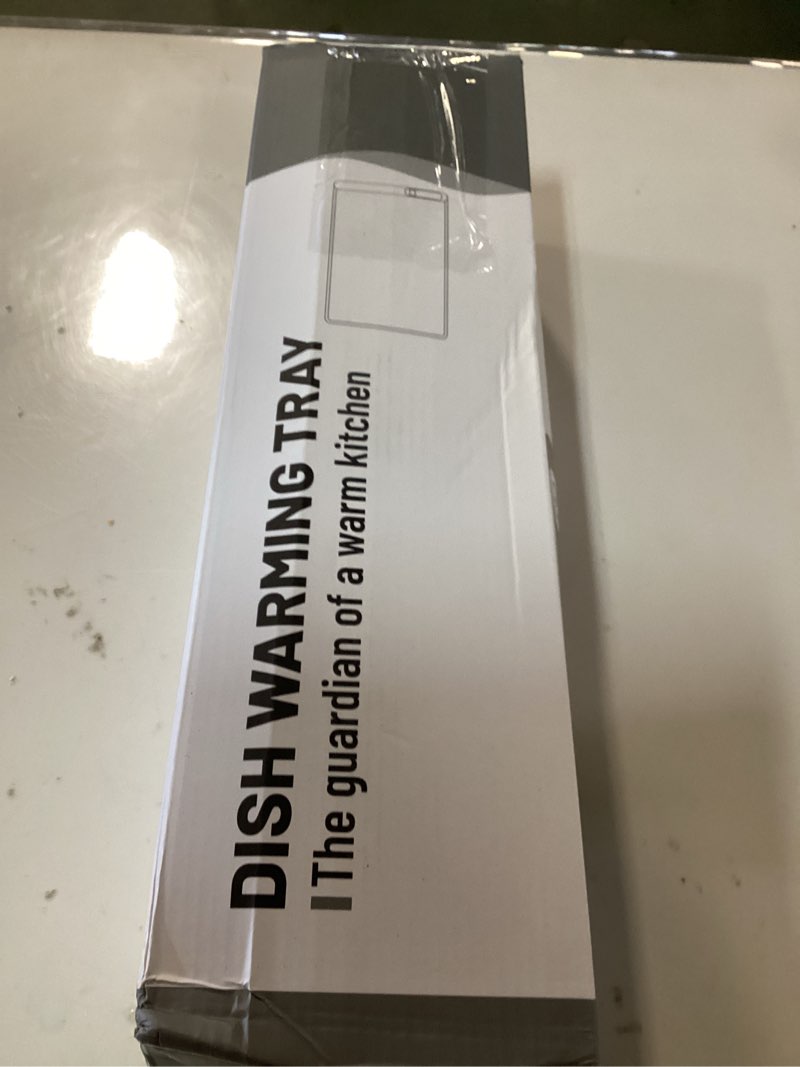 DISH WARMING TRAY
The guardian of a warm kitchen